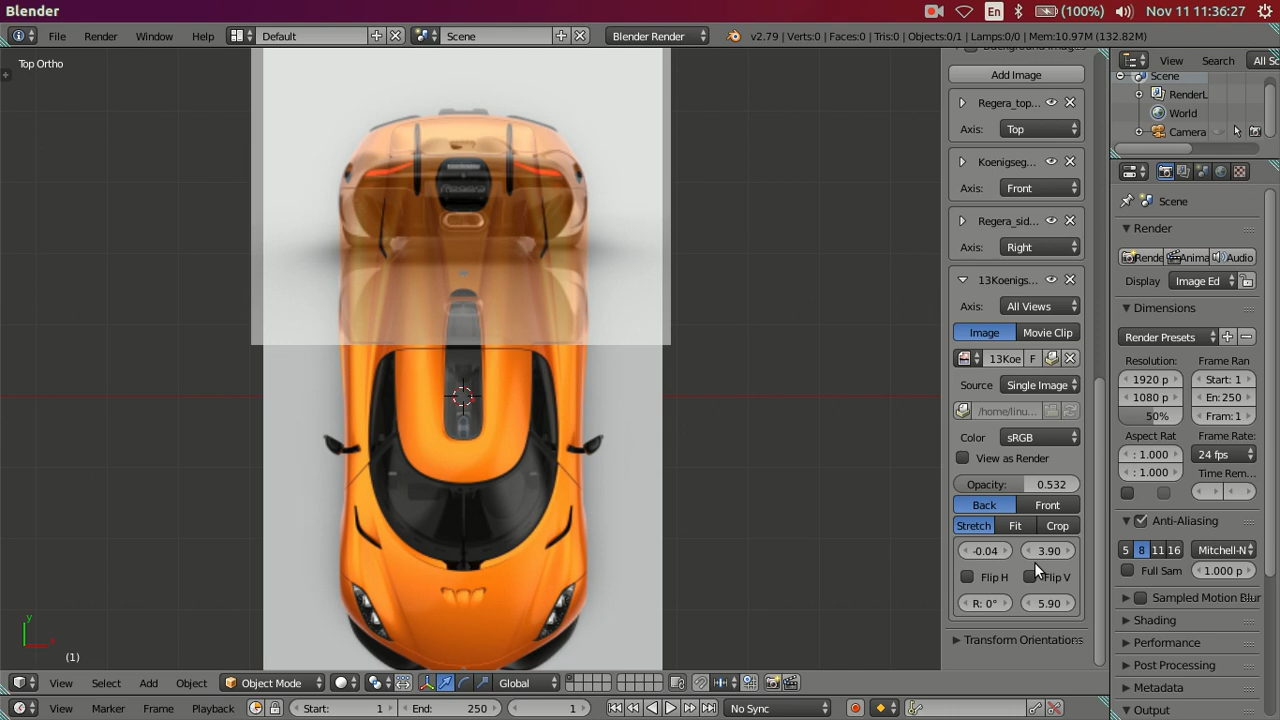 Blender
En
(100%)
Nov 11 11:36:27
File Render Window Help
Default
Scene
Blender Render
v2.79 | Verts:0 | Faces:0 | Tris:0 | Objects:0/1 | Lamps:0/0 | Mem:10.97M (132.82M)
Top Ortho
Add Image
Regera_top...
Axis: Top
Koenigseg...
Axis: Front
Regera_sid...
Axis: Right
13Koenigs...
Axis: All Views
Image Movie Clip
13Koe F
Source Single Image
/home/linu...
Color sRGB
View as Render
Opacity: 0.532
Back Front
Stretch Fit Crop
-0.04 3.90
Flip H Flip V
R: 0° 5.90
Transform Orientations
View Search All Sc
Scene
RenderL
World
Camera
Scene
Render
Rende Anima Audio
Display Image Ed
Dimensions
Render Presets
Resolution: Frame Ran
1920 p Start: 1
1080 p En: 250
50% Fram: 1
Aspect Rat Frame Rate:
: 1.000 24 fps
: 1.000 Time Rem...
Anti-Aliasing
5 8 11 16 Mitchell-N
Full Sam 1.000 p
Sampled Motion Blur
Shading
Performance
Post Processing
Metadata
Output
y
x
(1)
View Select Add Object
Object Mode
Global
View Marker Frame Playback
Start: 1 End: 250 1
No Sync